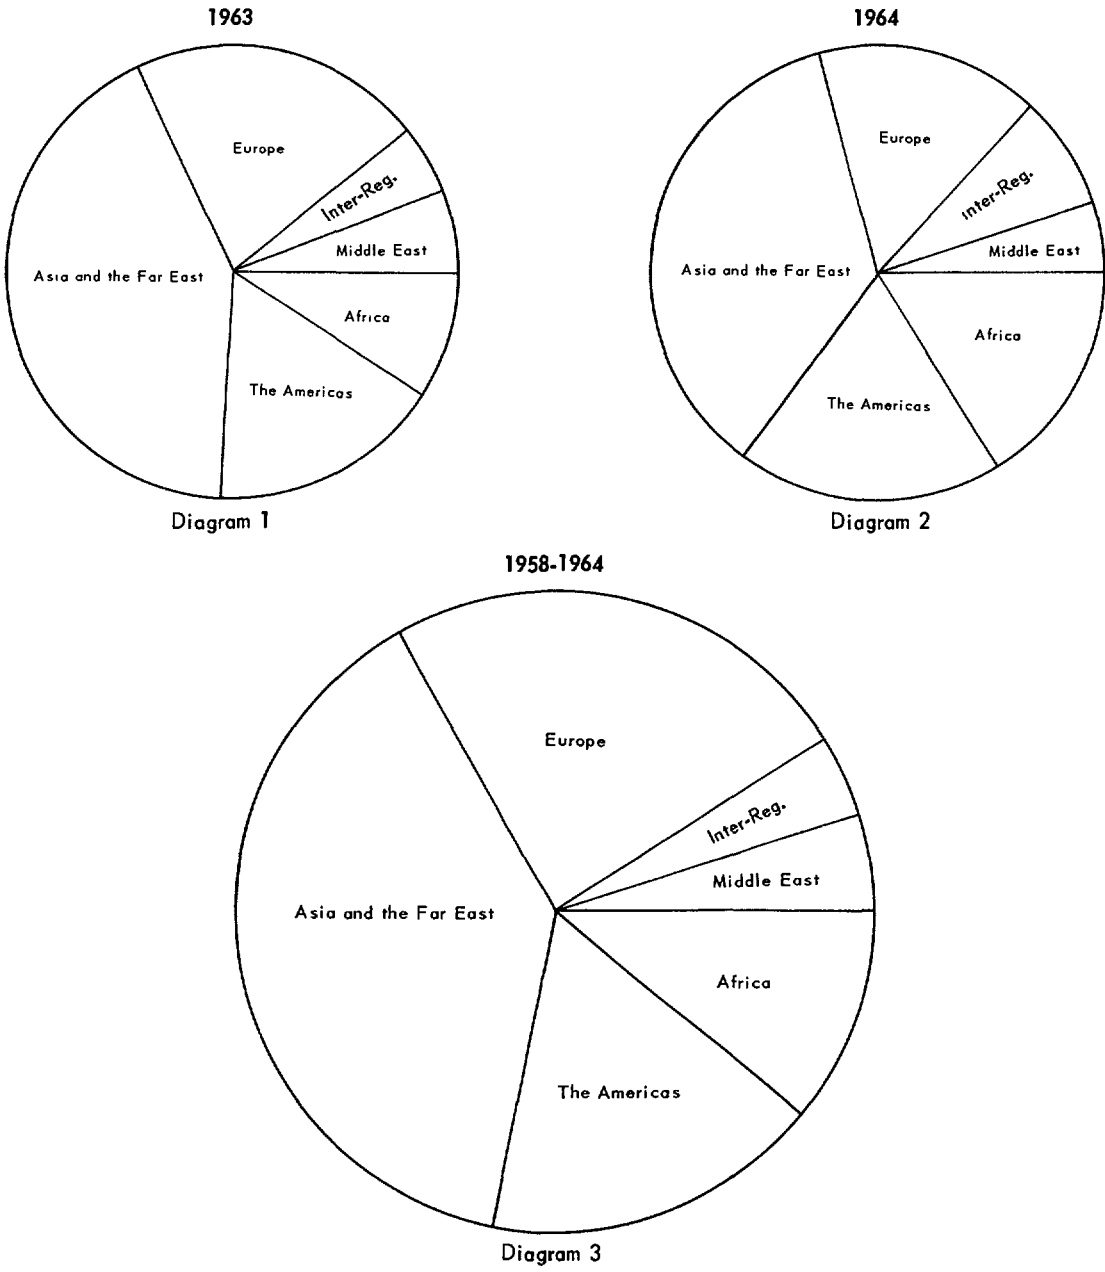 1963
Europe
Inter-Reg.
Middle East
Asia and the Far East
Africa
The Americas
Diagram 1
1964
Europe
Inter-Reg.
Middle East
Asia and the Far East
Africa
The Americas
Diagram 2
1958-1964
Europe
Inter-Reg.
Middle East
Asia and the Far East
Africa
The Americas
Diagram 3